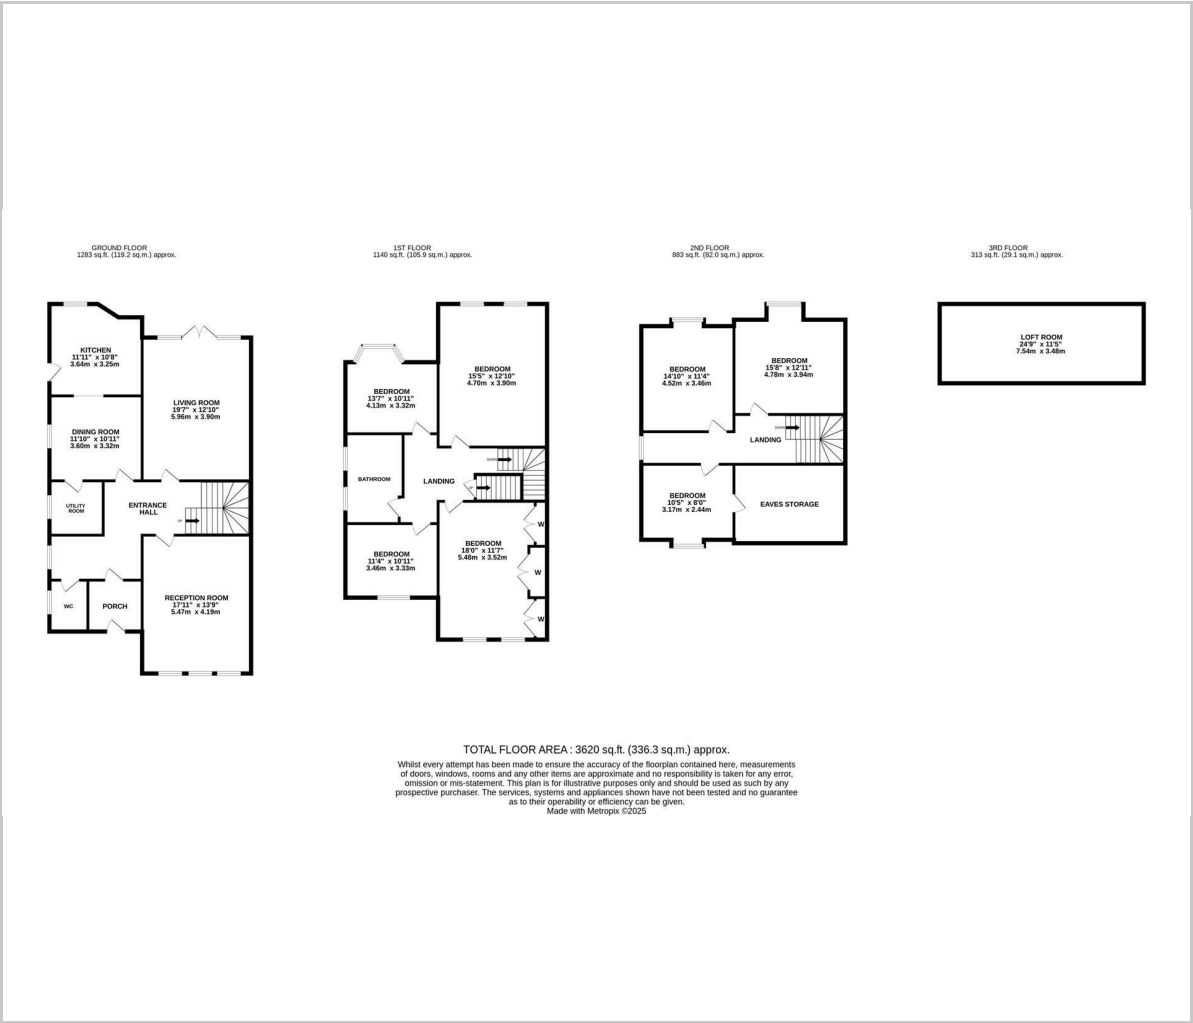 GROUND FLOOR
1283 sq.ft. (119.2 sq.m.) approx.
KITCHEN
11'11" x 10'8"
3.64m x 3.25m
LIVING ROOM
19'7" x 12'10"
5.96m x 3.90m
DINING ROOM
11'10" x 10'11"
3.60m x 3.32m
UTILITY
ROOM
ENTRANCE
HALL
UP
RECEPTION ROOM
17'11" x 13'9"
5.47m x 4.19m
WC
PORCH
1ST FLOOR
1140 sq.ft. (105.9 sq.m.) approx.
BEDROOM
15'5" x 12'10"
4.70m x 3.90m
BEDROOM
13'7" x 10'11"
4.13m x 3.32m
DOWN
BATHROOM
LANDING
UP
BEDROOM
18'0" x 11'7"
5.48m x 3.52m
BEDROOM
11'4" x 10'11"
3.46m x 3.33m
W
W
W
2ND FLOOR
883 sq.ft. (82.0 sq.m.) approx.
BEDROOM
14'10" x 11'4"
4.52m x 3.46m
BEDROOM
15'8" x 12'11"
4.78m x 3.94m
DOWN
LANDING
BEDROOM
10'5" x 8'0"
3.17m x 2.44m
EAVES STORAGE
3RD FLOOR
313 sq.ft. (29.1 sq.m.) approx.
LOFT ROOM
24'9" x 11'5"
7.54m x 3.48m
TOTAL FLOOR AREA : 3620 sq.ft. (336.3 sq.m.) approx.
Whilst every attempt has been made to ensure the accuracy of the floorplan contained here, measurements
of doors, windows, rooms and any other items are approximate and no responsibility is taken for any error,
omission or mis-statement. This plan is for illustrative purposes only and should be used as such by any
prospective purchaser. The services, systems and appliances shown have not been tested and no guarantee
as to their operability or efficiency can be given.
Made with Metropix ©2025